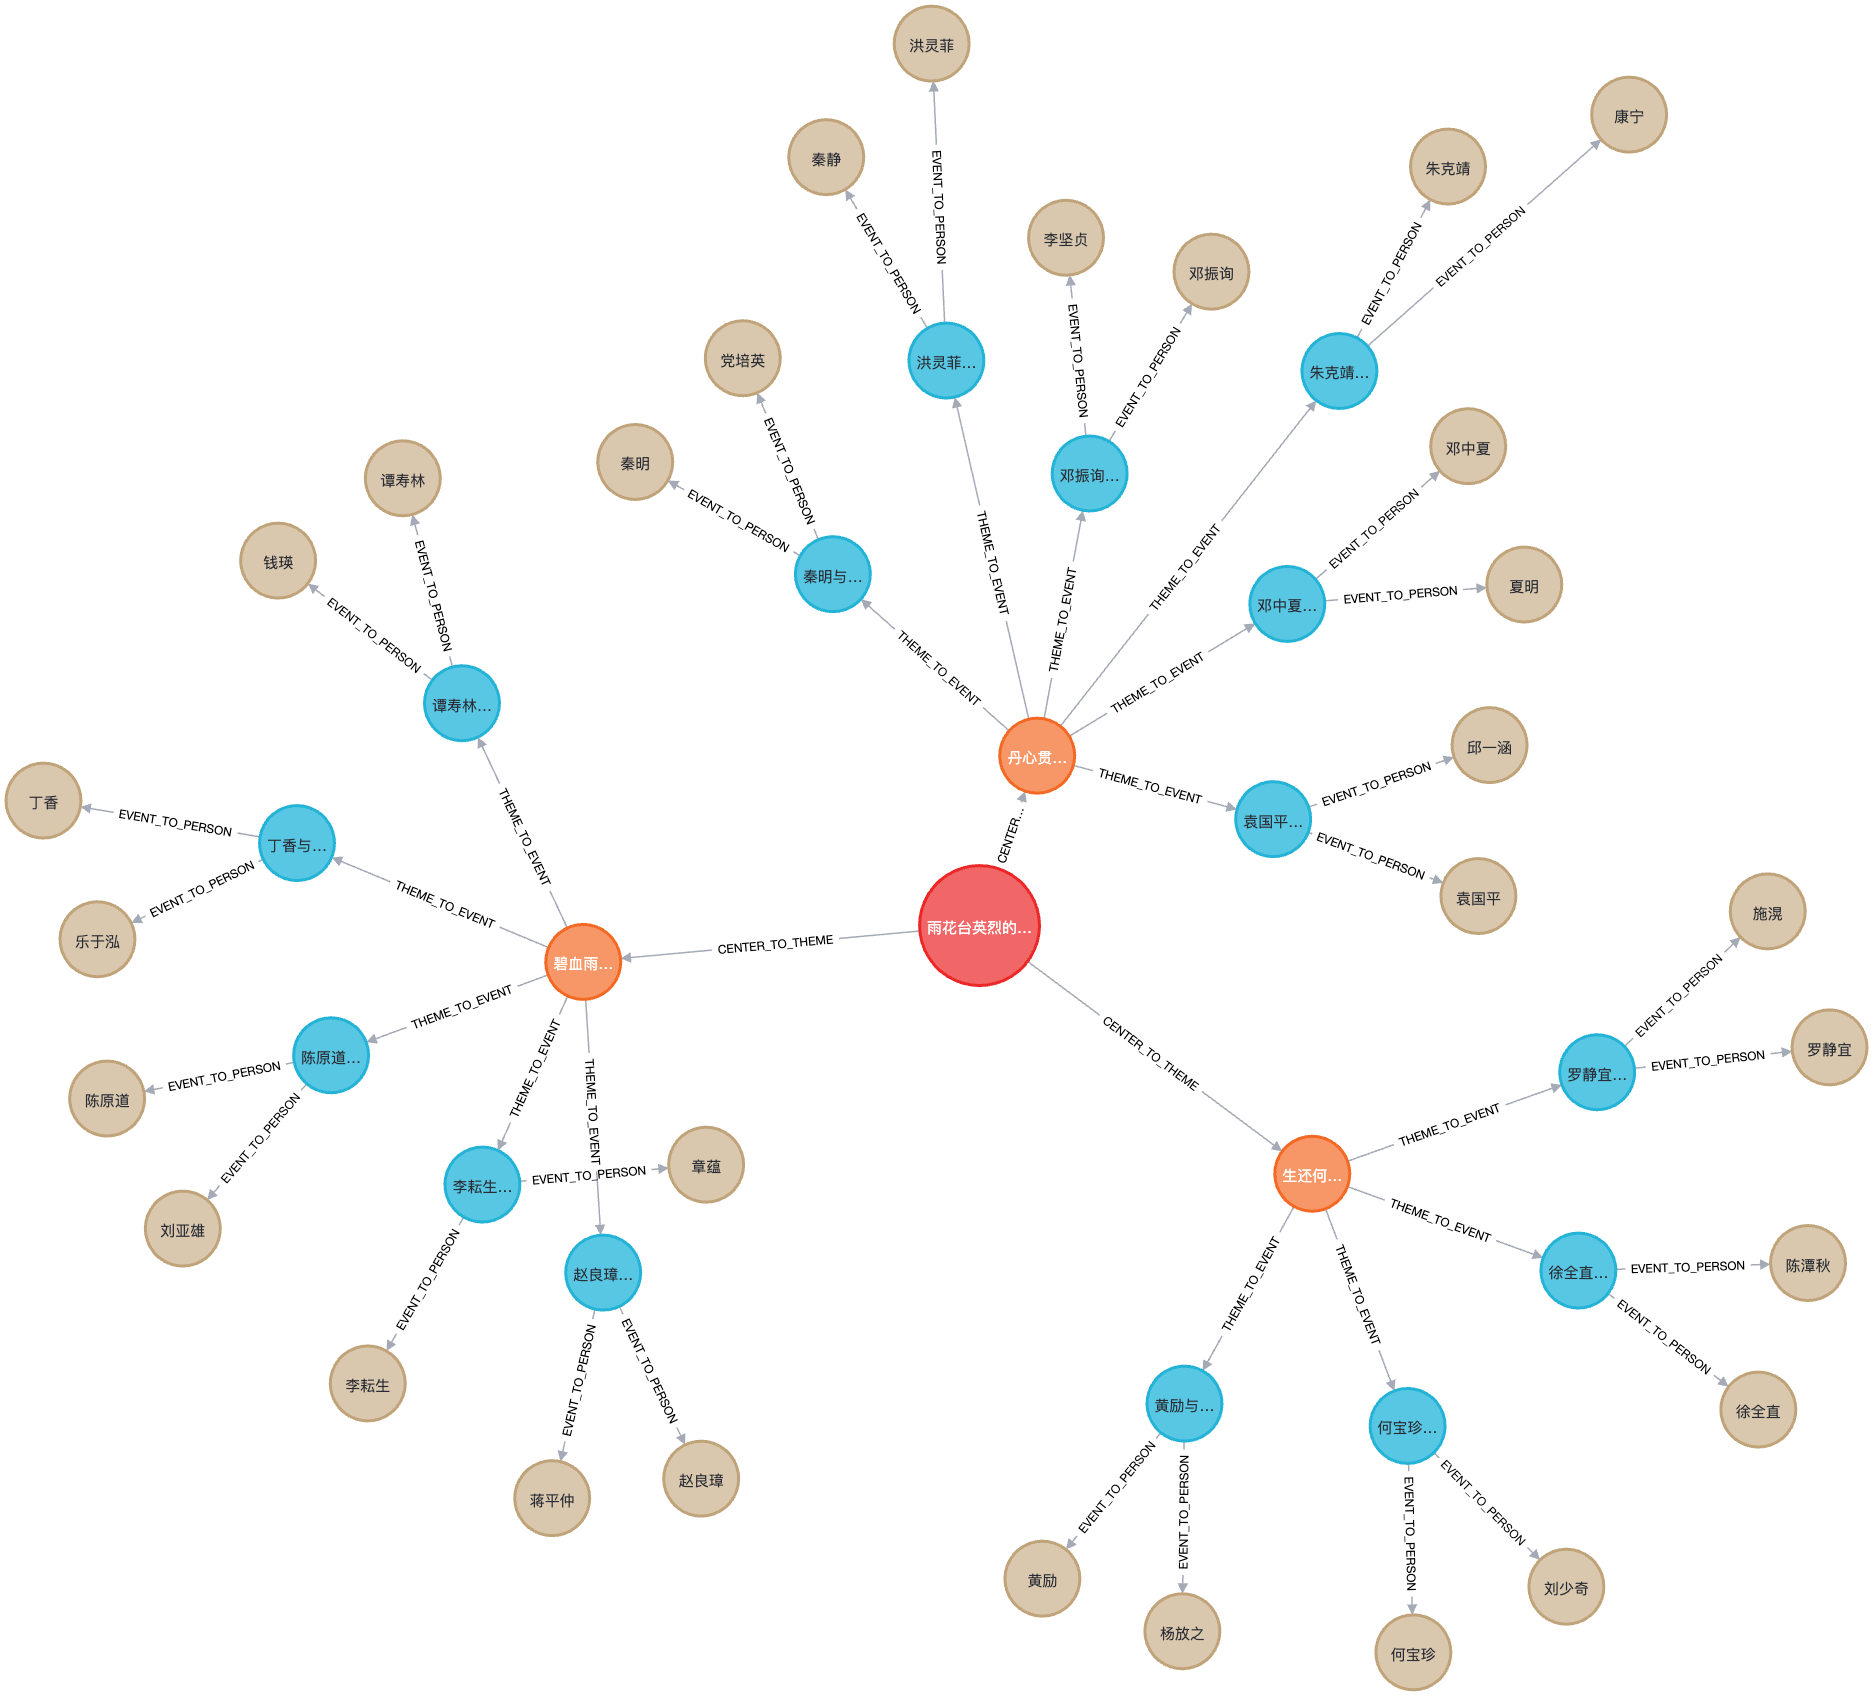 洪灵菲
康宁
秦静
朱克靖
EVENT_TO_PERSON
EVENT_TO_PERSON
EVENT_TO_PERSON
EVENT_TO_PERSON
李坚贞
邓振询
党培英
洪灵菲...
朱克靖...
EVENT_TO_PERSON
EVENT_TO_PERSON
秦明
EVENT_TO_PERSON
EVENT_TO_PERSON
邓振询...
邓中夏
谭寿林
钱瑛
秦明与...
THEME_TO_EVENT
THEME_TO_EVENT
THEME_TO_EVENT
EVENT_TO_PERSON
邓中夏...
EVENT_TO_PERSON
夏明
EVENT_TO_PERSON
EVENT_TO_PERSON
THEME_TO_EVENT
THEME_TO_EVENT
谭寿林...
丹心贯...
THEME_TO_EVENT
邱一涵
EVENT_TO_PERSON
袁国平...
EVENT_TO_PERSON
袁国平
丁香
EVENT_TO_PERSON
丁香与...
THEME_TO_EVENT
CENTER...
EVENT_TO_PERSON
乐于泓
THEME_TO_EVENT
雨花台英烈的...
CENTER_TO_THEME
碧血雨...
施滉
EVENT_TO_PERSON
THEME_TO_EVENT
陈原道...
EVENT_TO_PERSON
陈原道
EVENT_TO_PERSON
刘亚雄
THEME_TO_EVENT
THEME_TO_EVENT
CENTER_TO_THEME
罗静宜...
EVENT_TO_PERSON
罗静宜
THEME_TO_EVENT
李耘生...
EVENT_TO_PERSON
章蕴
生还何...
THEME_TO_EVENT
EVENT_TO_PERSON
赵良璋...
徐全直...
EVENT_TO_PERSON
陈潭秋
THEME_TO_EVENT
THEME_TO_EVENT
EVENT_TO_PERSON
李耘生
EVENT_TO_PERSON
EVENT_TO_PERSON
黄励与...
何宝珍...
徐全直
蒋平仲
赵良璋
EVENT_TO_PERSON
EVENT_TO_PERSON
EVENT_TO_PERSON
EVENT_TO_PERSON
黄励
刘少奇
杨放之
何宝珍